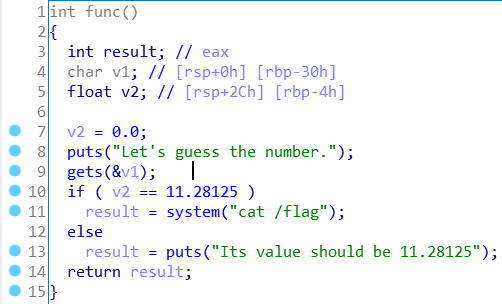 1 int func()
2 {
3   int result; // eax
4   char v1; // [rsp+0h] [rbp-30h]
5   float v2; // [rsp+2Ch] [rbp-4h]
6
7   v2 = 0.0;
8   puts("Let's guess the number.");
9   gets(&v1);
10   if ( v2 == 11.28125 )
11     result = system("cat /flag");
12   else
13     result = puts("Its value should be 11.28125");
14   return result;
15 }